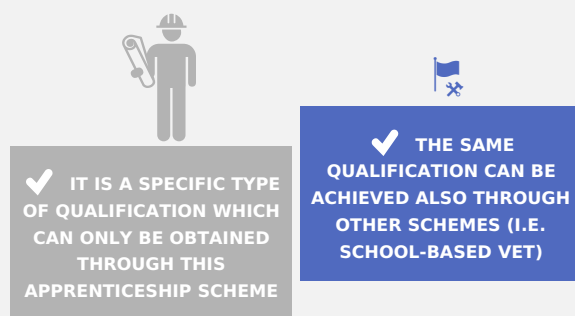 IT IS A SPECIFIC TYPE
OF QUALIFICATION WHICH
CAN ONLY BE OBTAINED
THROUGH THIS
APPRENTICESHIP SCHEME
THE SAME
QUALIFICATION CAN BE
ACHIEVED ALSO THROUGH
OTHER SCHEMES (I.E.
SCHOOL-BASED VET)